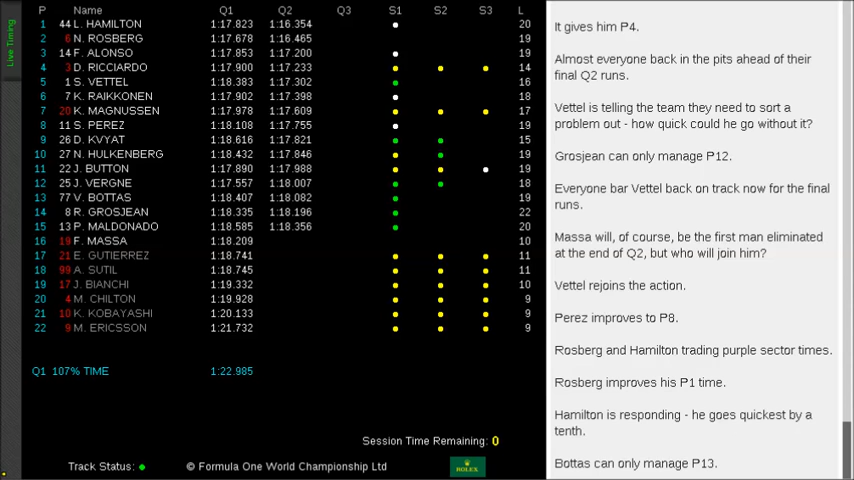 Live Timing
P Name Q1 Q2 Q3 S1 S2 S3 L
1 44 L. HAMILTON 1:17.823 1:16.354 20
2 6 N. ROSBERG 1:17.678 1:16.465 19
3 14 F. ALONSO 1:17.853 1:17.200 19
4 3 D. RICCIARDO 1:17.900 1:17.233 14
5 1 S. VETTEL 1:18.383 1:17.302 16
6 7 K. RAIKKONEN 1:17.902 1:17.398 18
7 20 K. MAGNUSSEN 1:17.978 1:17.609 17
8 11 S. PEREZ 1:18.108 1:17.755 19
9 26 D. KVYAT 1:18.616 1:17.821 15
10 27 N. HULKENBERG 1:18.432 1:17.846 19
11 22 J. BUTTON 1:17.890 1:17.988 19
12 25 J. VERGNE 1:17.557 1:18.007 18
13 77 V. BOTTAS 1:18.407 1:18.082 19
14 8 R. GROSJEAN 1:18.335 1:18.196 22
15 13 P. MALDONADO 1:18.585 1:18.356 20
16 19 F. MASSA 1:18.209 10
17 21 E. GUTIERREZ 1:18.741 11
18 99 A. SUTIL 1:18.745 11
19 17 J. BIANCHI 1:19.332 10
20 4 M. CHILTON 1:19.928 9
21 10 K. KOBAYASHI 1:20.133 9
22 9 M. ERICSSON 1:21.732 9
Q1 107% TIME 1:22.985
Session Time Remaining: 0
Track Status: © Formula One World Championship Ltd ROLEX
It gives him P4.
Almost everyone back in the pits ahead of their
final Q2 runs.
Vettel is telling the team they need to sort a
problem out - how quick could he go without it?
Grosjean can only manage P12.
Everyone bar Vettel back on track now for the final
runs.
Massa will, of course, be the first man eliminated
at the end of Q2, but who will join him?
Vettel rejoins the action.
Perez improves to P8.
Rosberg and Hamilton trading purple sector times.
Rosberg improves his P1 time.
Hamilton is responding - he goes quickest by a
tenth.
Bottas can only manage P13.